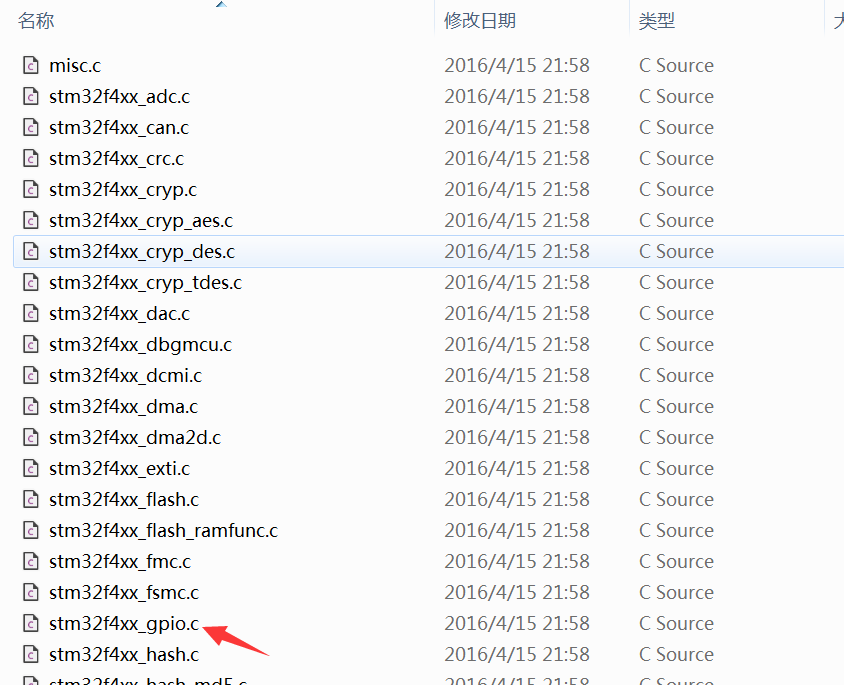 名称 修改日期 类型
misc.c 2016/4/15 21:58 C Source
stm32f4xx_adc.c 2016/4/15 21:58 C Source
stm32f4xx_can.c 2016/4/15 21:58 C Source
stm32f4xx_crc.c 2016/4/15 21:58 C Source
stm32f4xx_cryp.c 2016/4/15 21:58 C Source
stm32f4xx_cryp_aes.c 2016/4/15 21:58 C Source
stm32f4xx_cryp_des.c 2016/4/15 21:58 C Source
stm32f4xx_cryp_tdes.c 2016/4/15 21:58 C Source
stm32f4xx_dac.c 2016/4/15 21:58 C Source
stm32f4xx_dbgmcu.c 2016/4/15 21:58 C Source
stm32f4xx_dcmi.c 2016/4/15 21:58 C Source
stm32f4xx_dma.c 2016/4/15 21:58 C Source
stm32f4xx_dma2d.c 2016/4/15 21:58 C Source
stm32f4xx_exti.c 2016/4/15 21:58 C Source
stm32f4xx_flash.c 2016/4/15 21:58 C Source
stm32f4xx_flash_ramfunc.c 2016/4/15 21:58 C Source
stm32f4xx_fmc.c 2016/4/15 21:58 C Source
stm32f4xx_fsmc.c 2016/4/15 21:58 C Source
stm32f4xx_gpio.c 2016/4/15 21:58 C Source
stm32f4xx_hash.c 2016/4/15 21:58 C Source
stm32f4xx_hash_md5.c 2016/4/15 21:58 C Source